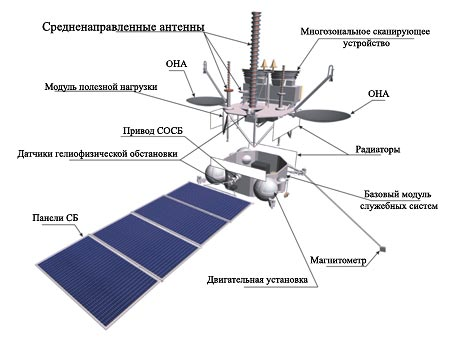 Средненаправленные антенны
Многозональное сканирующее
устройство
ОНА
Модуль полезной нагрузки
ОНА
Привод СОСБ
Датчики гелиофизической обстановки
Радиаторы
Базовый модуль
служебных систем
Панели СБ
Магнитометр
Двигательная установка